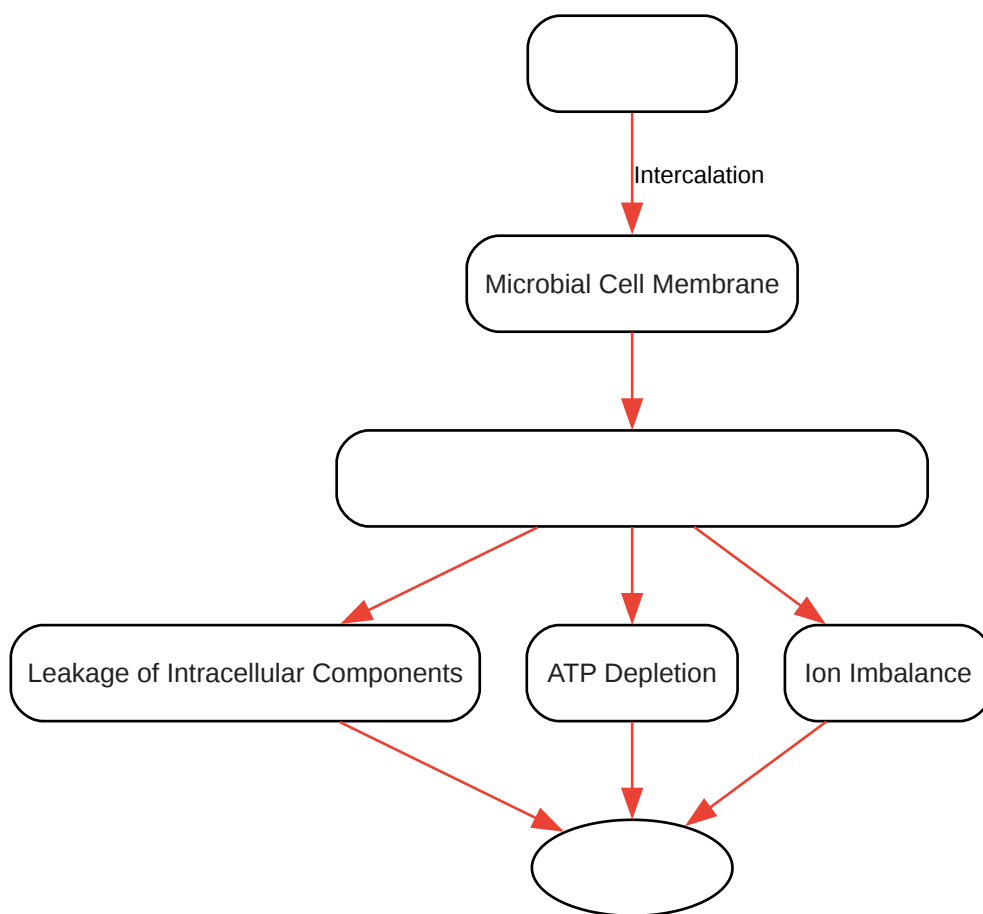 Intercalation
Microbial Cell Membrane
Leakage of Intracellular Components
ATP Depletion
Ion Imbalance